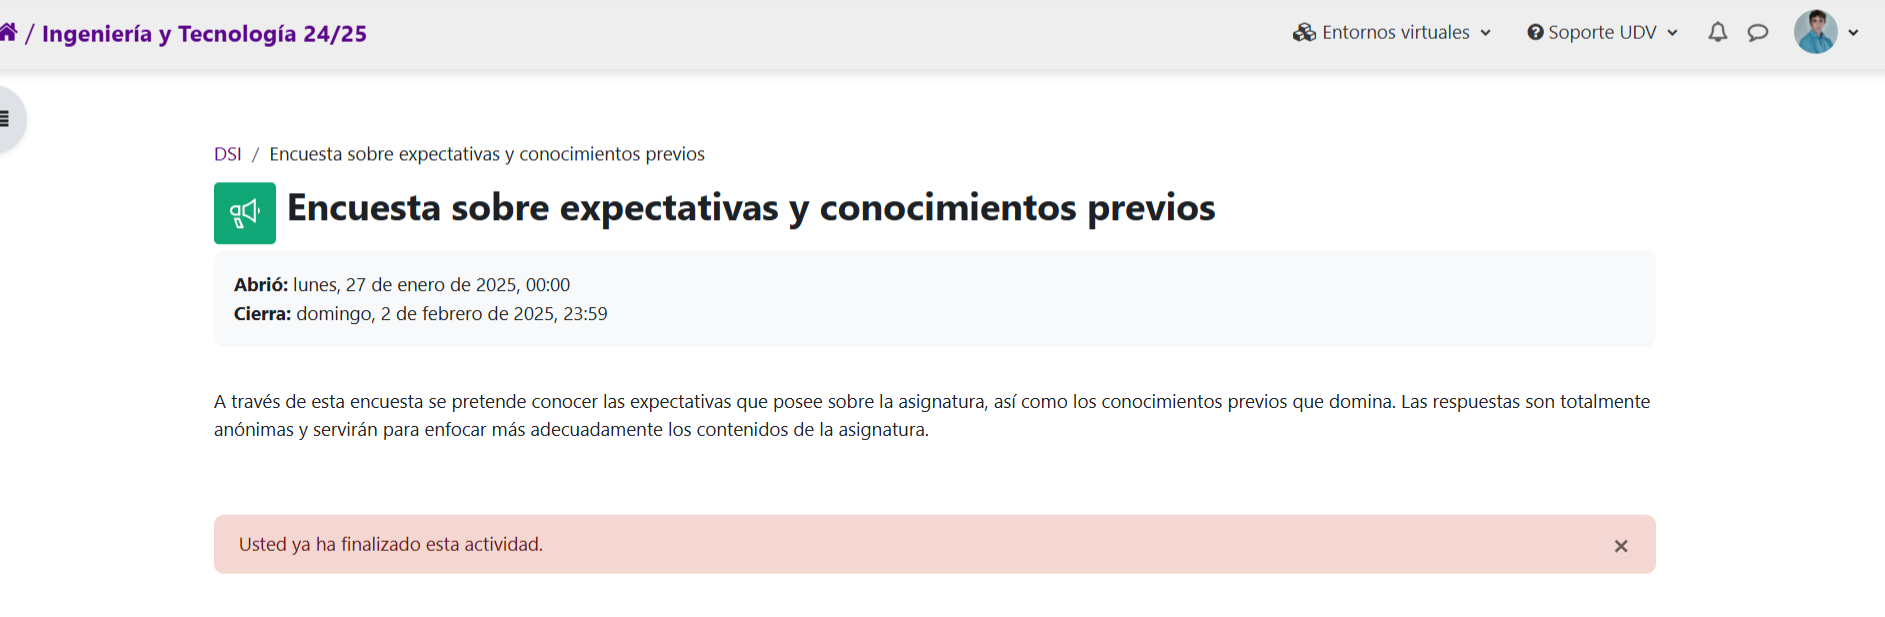 / Ingeniería y Tecnología 24/25
Entornos virtuales
Soporte UDV
DSI / Encuesta sobre expectativas y conocimientos previos
Encuesta sobre expectativas y conocimientos previos
Abrió: lunes, 27 de enero de 2025, 00:00
Cierra: domingo, 2 de febrero de 2025, 23:59
A través de esta encuesta se pretende conocer las expectativas que posee sobre la asignatura, así como los conocimientos previos que domina. Las respuestas son totalmente
anónimas y servirán para enfocar más adecuadamente los contenidos de la asignatura.
Usted ya ha finalizado esta actividad.